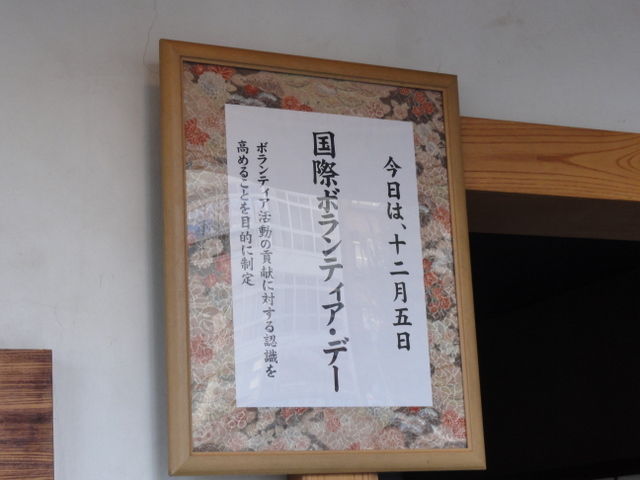 今日は、十二月五日
国際ボランティア・デー
ボランティア活動の貢献に対する認識を
高めることを目的に制定